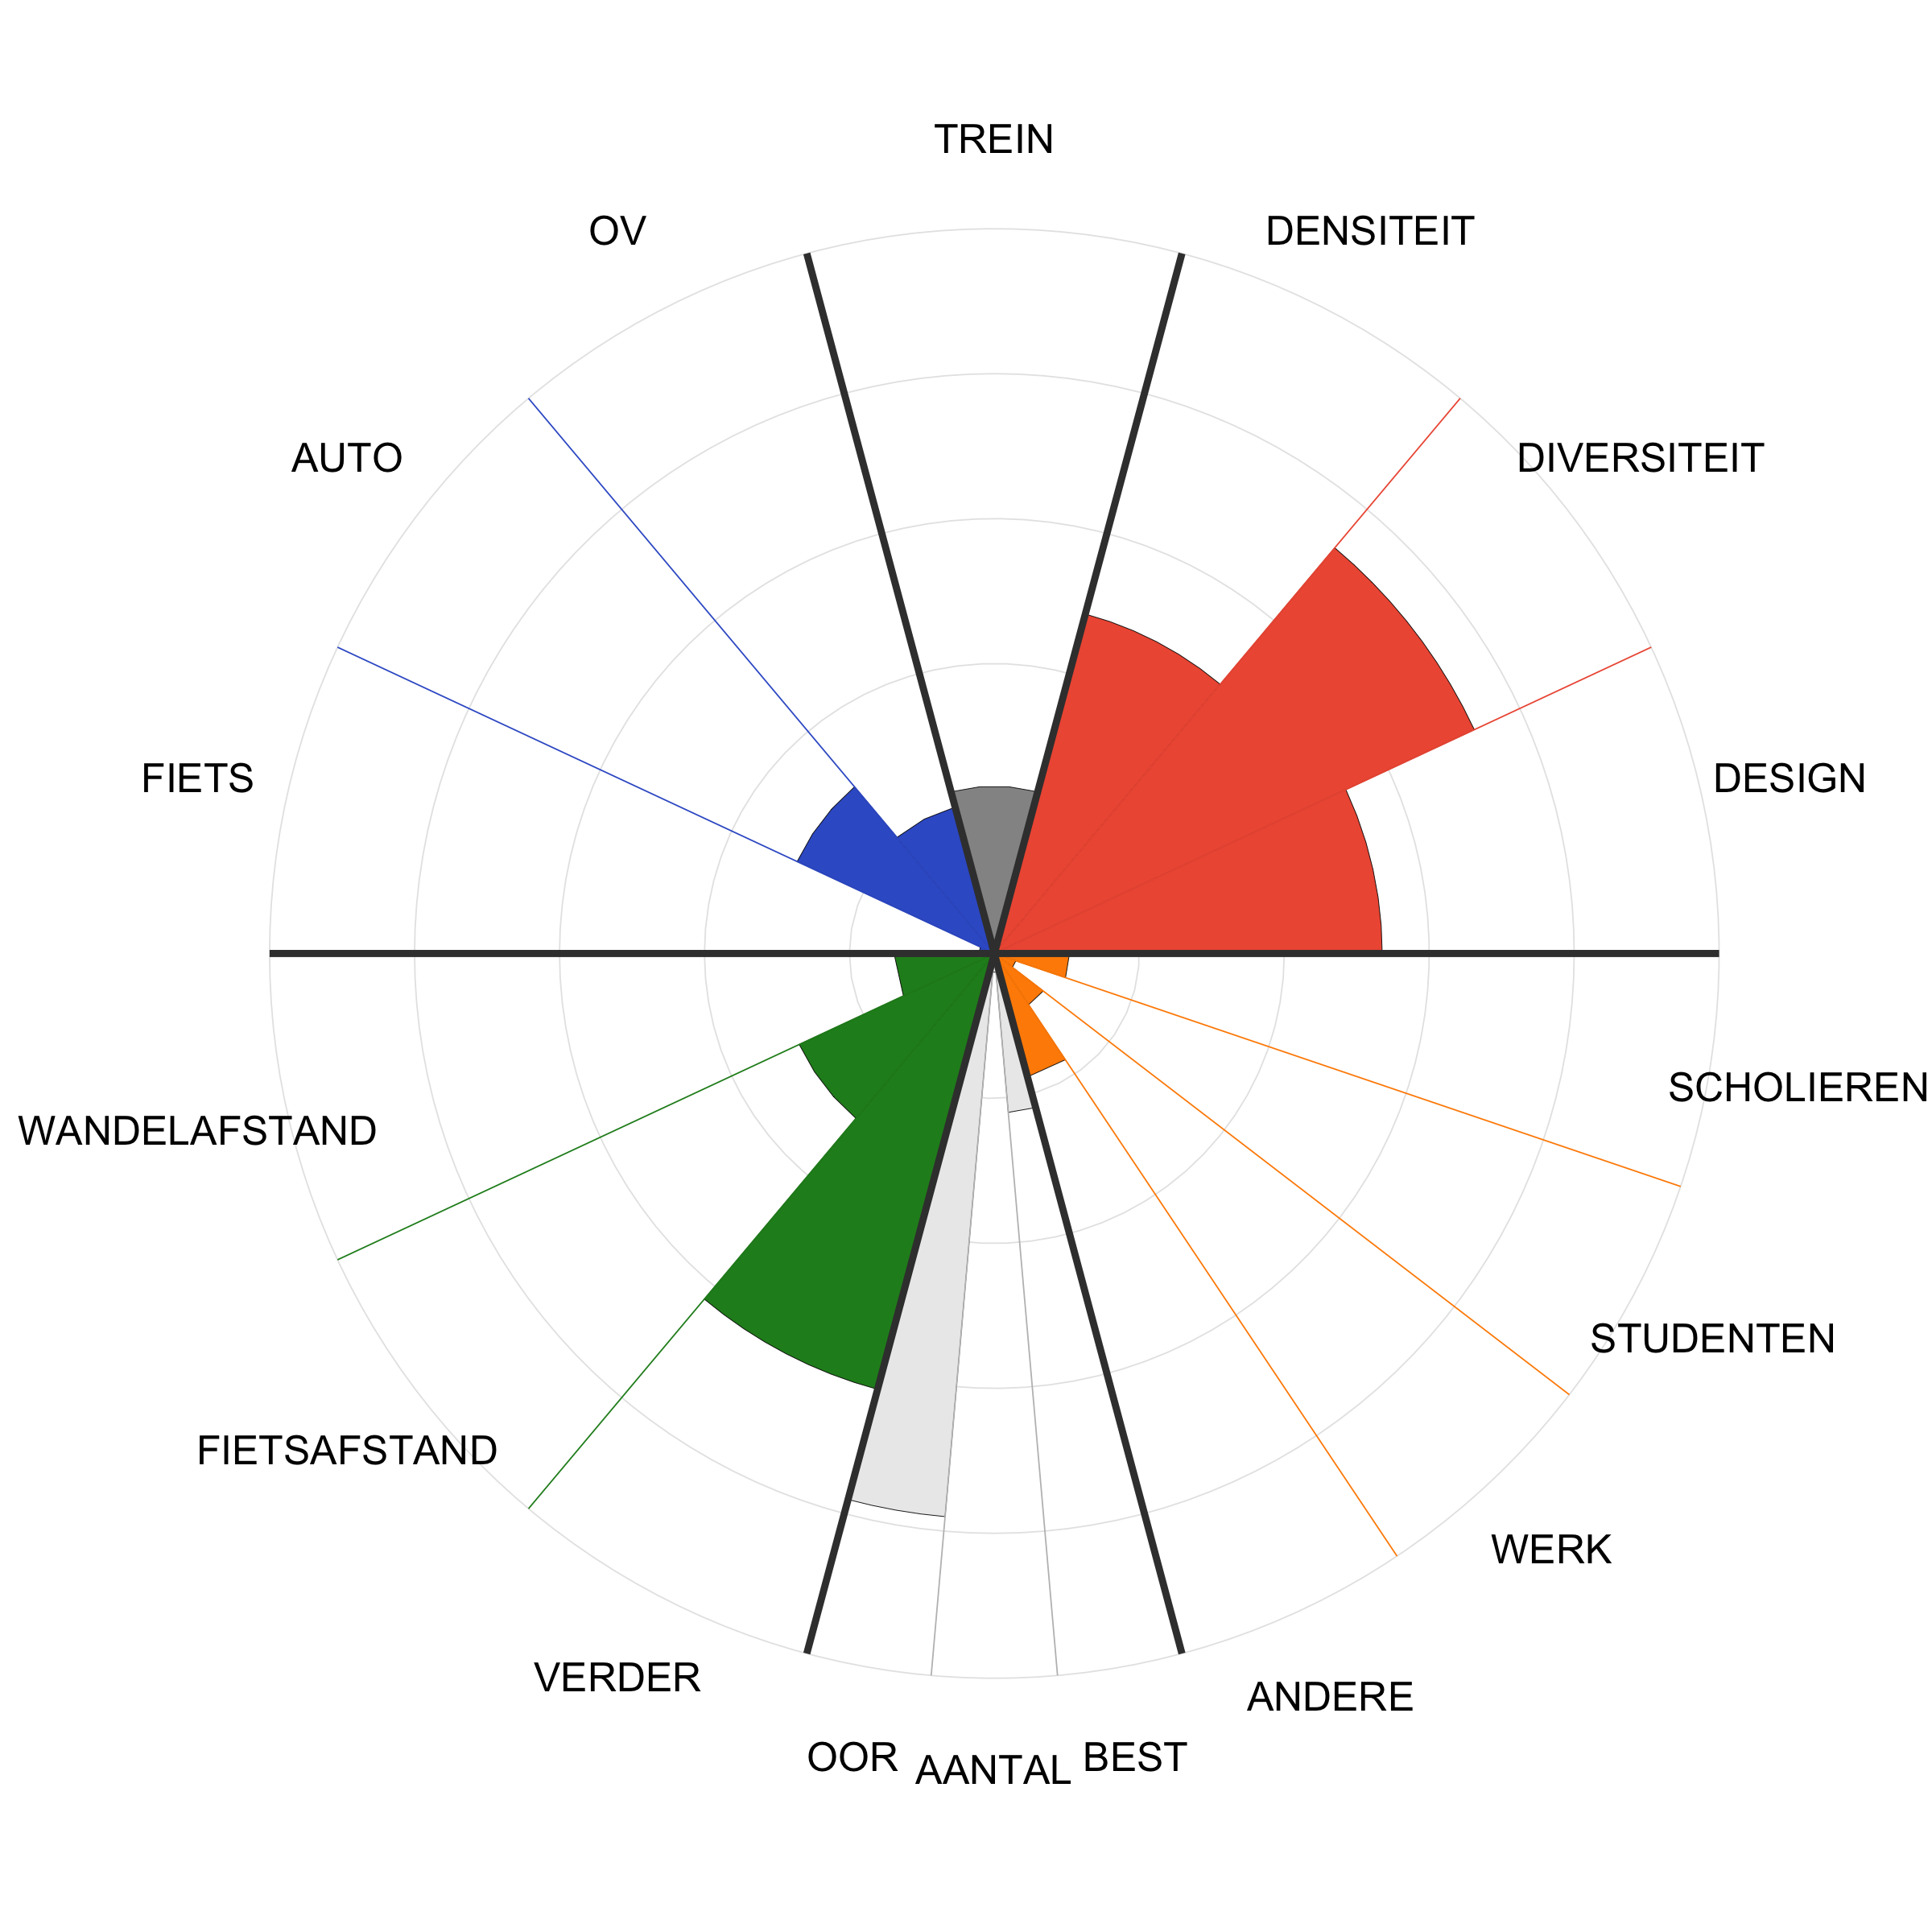 TREIN
OV
DENSITEIT
AUTO
DIVERSITEIT
FIETS
DESIGN
SCHOLIEREN
WANDELAFSTAND
STUDENTEN
FIETSAFSTAND
WERK
VERDER
ANDERE
OOR
AANTAL
BEST